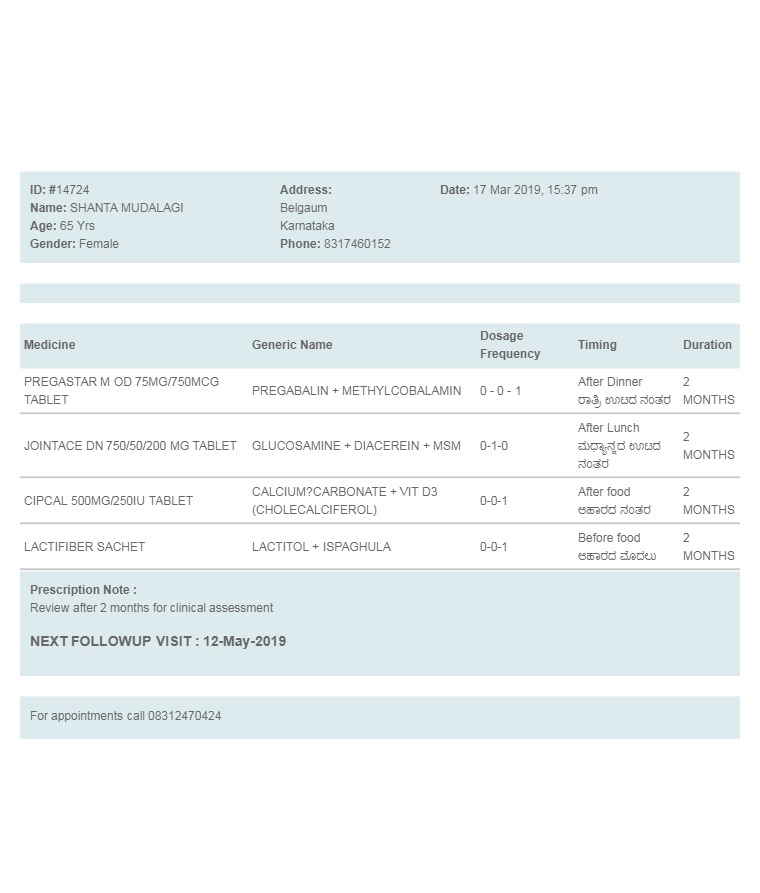 ID: #14724
Name: SHANTA MUDALAGI
Age: 65 Yrs
Gender: Female
Address:
Belgaum
Karnataka
Phone: 8317460152
Date: 17 Mar 2019, 15:37 pm
Medicine
Generic Name
Dosage
Frequency
Timing
Duration
PREGASTAR M OD 75MG/750MCG
TABLET
PREGABALIN + METHYLCOBALAMIN
0 - 0 - 1
After Dinner
ರಾತ್ರಿ ಊಟದ ನಂತರ
2
MONTHS
JOINTACE DN 750/50/200 MG TABLET
GLUCOSAMINE + DIACEREIN + MSM
0-1-0
After Lunch
ಮಧ್ಯಾನ್ನದ ಊಟದ
ನಂತರ
2
MONTHS
CIPCAL 500MG/250IU TABLET
CALCIUM?CARBONATE + VIT D3
(CHOLECALCIFEROL)
0-0-1
After food
ಆಹಾರದ ನಂತರ
2
MONTHS
LACTIFIBER SACHET
LACTITOL + ISPAGHULA
0-0-1
Before food
ಆಹಾರದ ಮೊದಲು
2
MONTHS
Prescription Note :
Review after 2 months for clinical assessment
NEXT FOLLOWUP VISIT : 12-May-2019
For appointments call 08312470424